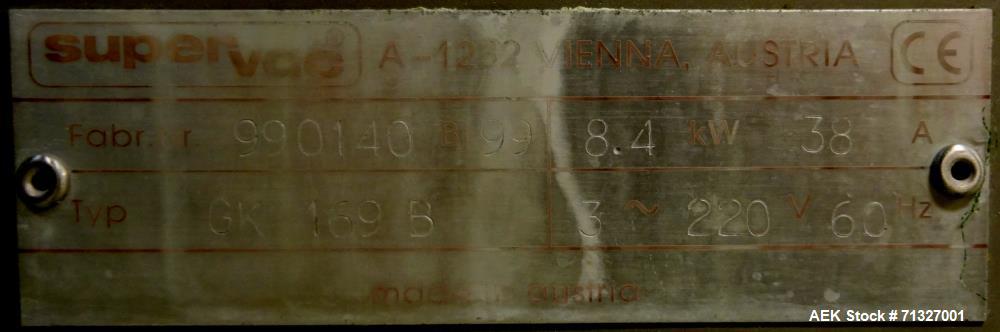 supervac® A-1232 VIENNA, AUSTRIA CE
Fabr. nr. 990140 Bj 99 8.4 kW 38 A
Typ GK 169 B 3 ~ 220 V 60 Hz
made in austria
AEK Stock # 71327001